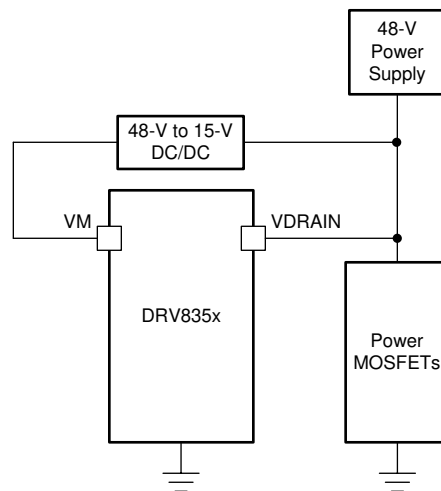 48-V
Power
Supply
48-V to 15-V
DC/DC
VM
VDRAIN
DRV835x
Power
MOSFETs